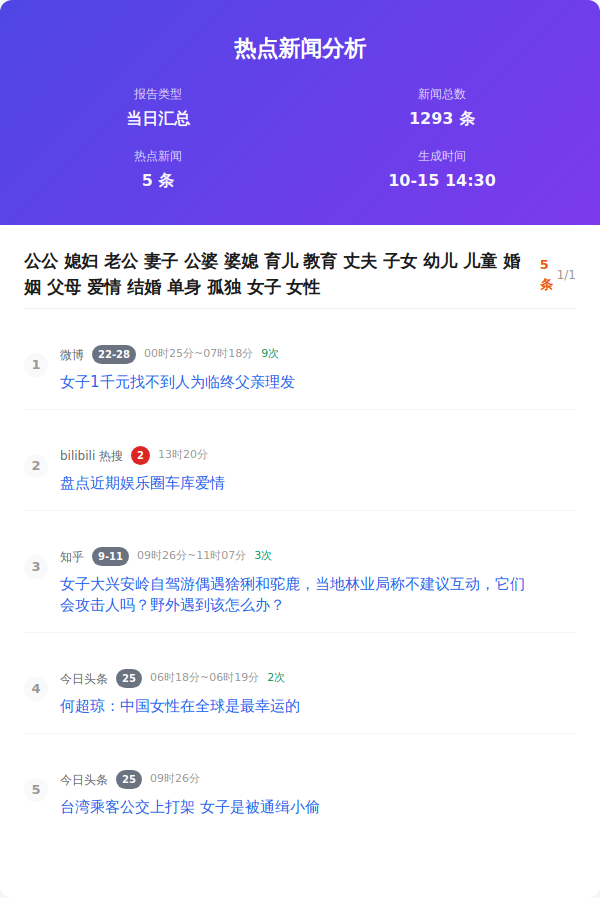 热点新闻分析
报告类型
当日汇总
新闻总数
1293 条
热点新闻
5 条
生成时间
10-15 14:30
公公 媳妇 老公 妻子 公婆 婆媳 育儿 教育 丈夫 子女 幼儿 儿童 婚
姻 父母 爱情 结婚 单身 孤独 女子 女性
5
条
1/1
1
微博 22-28 00时25分~07时18分 9次
女子1千元找不到人为临终父亲理发
2
bilibili 热搜 2 13时20分
盘点近期娱乐圈车库爱情
3
知乎 9-11 09时26分~11时07分 3次
女子大兴安岭自驾游偶遇猞猁和驼鹿，当地林业局称不建议互动，它们
会攻击人吗？野外遇到该怎么办？
4
今日头条 25 06时18分~06时19分 2次
何超琼：中国女性在全球是最幸运的
5
今日头条 25 09时26分
台湾乘客公交上打架 女子是被通缉小偷